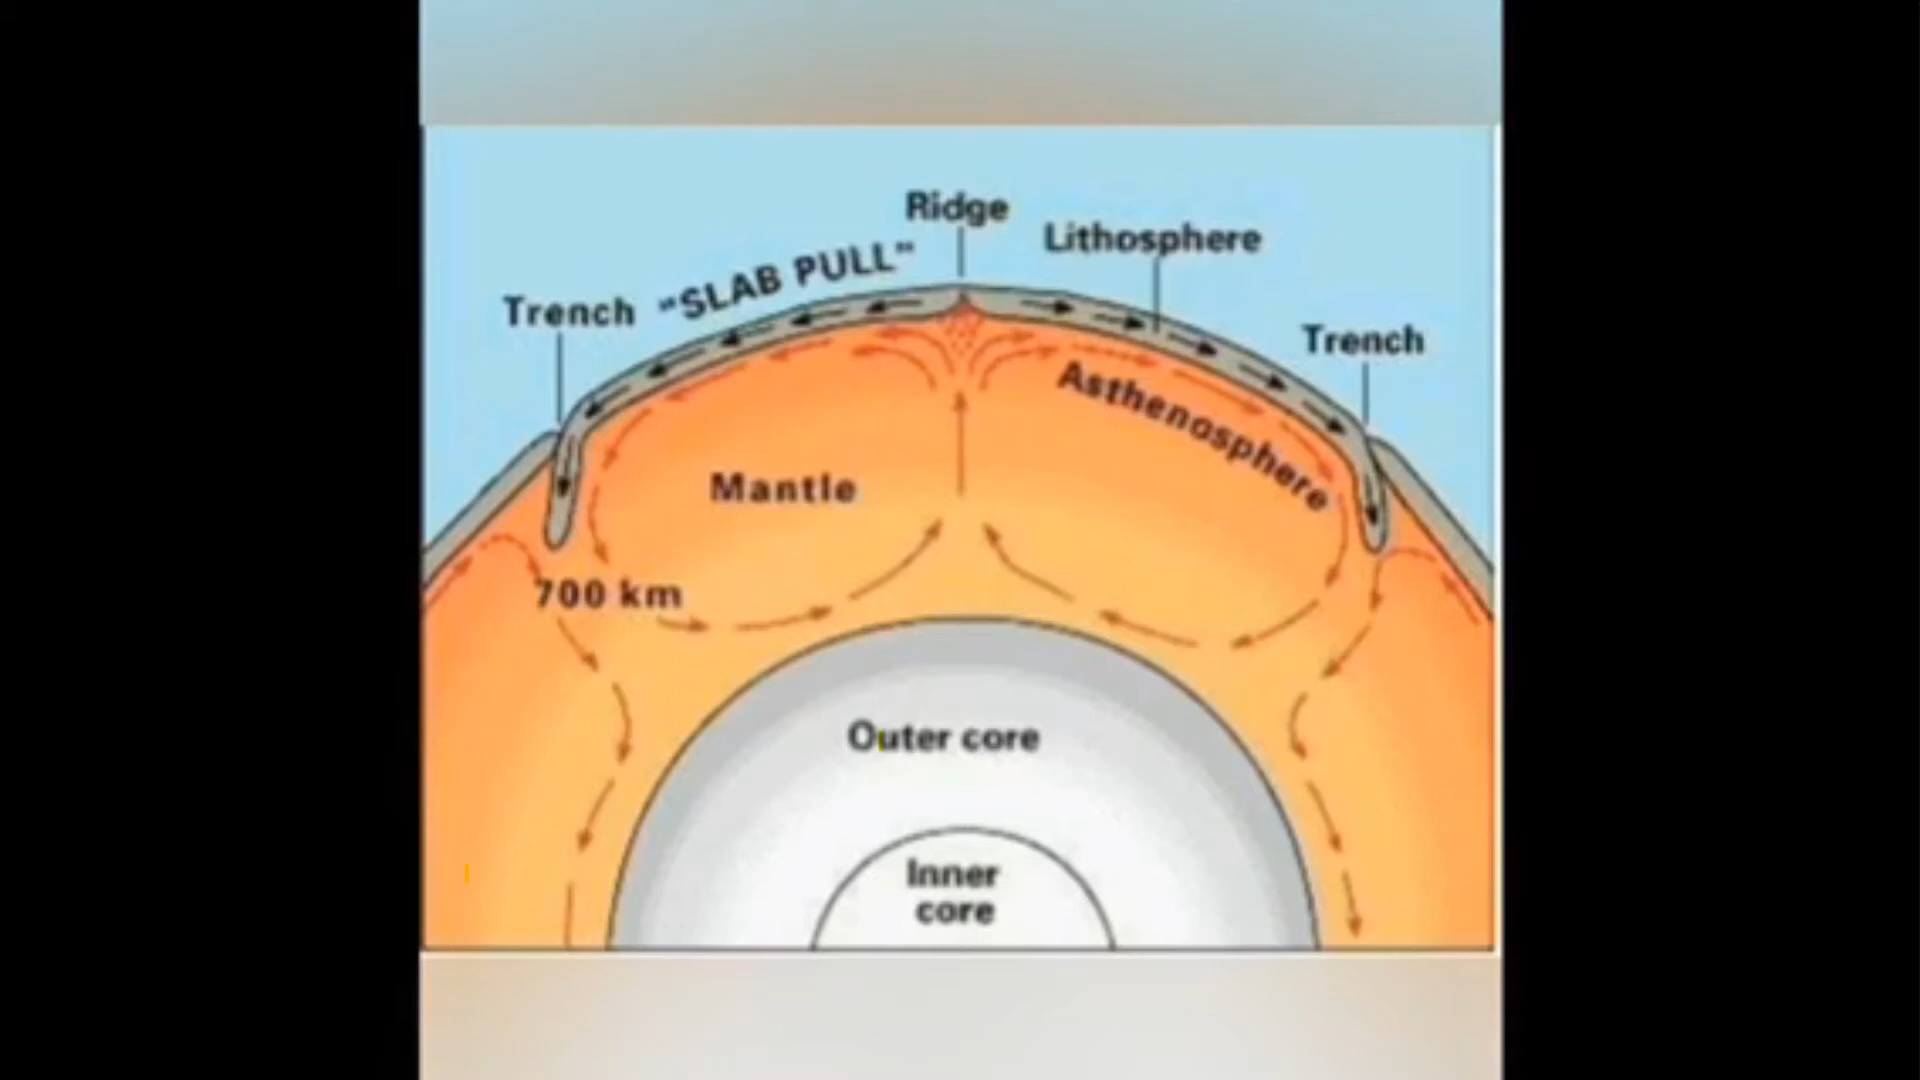 Ridge
Lithosphere
"SLAB PULL"
Trench
Trench
Asthenosphere
Mantle
700 km
Outer core
Inner
core